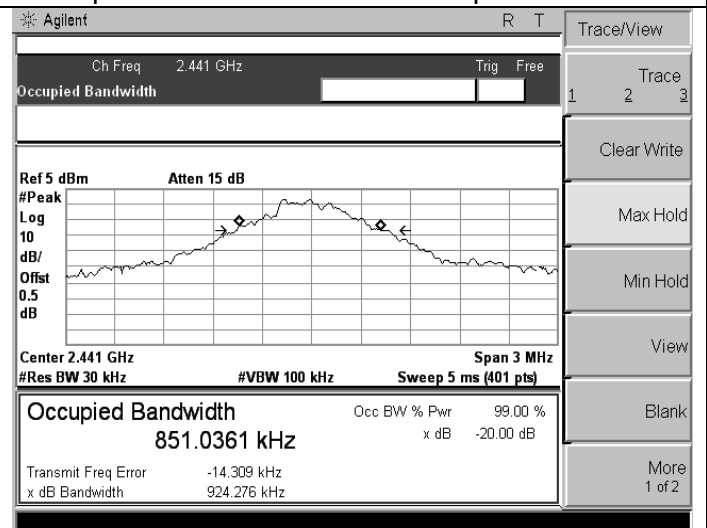 Agilent R T
Ch Freq 2.441 GHz Trig Free
Occupied Bandwidth
Ref 5 dBm Atten 15 dB
#Peak
Log
10
dB/
Offst
0.5
dB
Center 2.441 GHz Span 3 MHz
#Res BW 30 kHz #VBW 100 kHz Sweep 5 ms (401 pts)
Occupied Bandwidth
851.0361 kHz
Occ BW % Pwr 99.00 %
x dB -20.00 dB
Transmit Freq Error -14.309 kHz
x dB Bandwidth 924.276 kHz
Trace/View
Trace
1 2 3
Clear Write
Max Hold
Min Hold
View
Blank
More
1 of 2